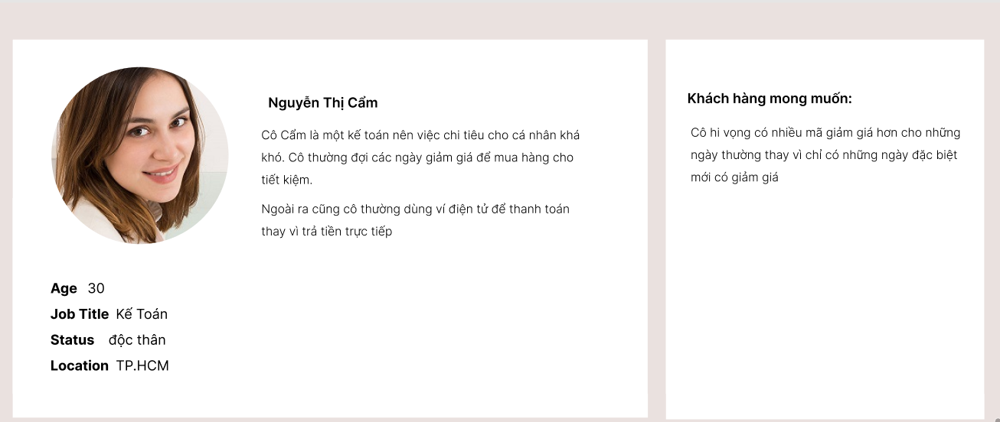 Nguyễn Thị Cẩm
Cô Cẩm là một kế toán nên việc chi tiêu cho cá nhân khá
khó. Cô thường đợi các ngày giảm giá để mua hàng cho
tiết kiệm.
Ngoài ra cũng cô thường dùng ví điện tử để thanh toán
thay vì trả tiền trực tiếp
Age 30
Job Title Kế Toán
Status độc thân
Location TP.HCM
Khách hàng mong muốn:
Cô hi vọng có nhiều mã giảm giá hơn cho những
ngày thường thay vì chỉ có những ngày đặc biệt
mới có giảm giá